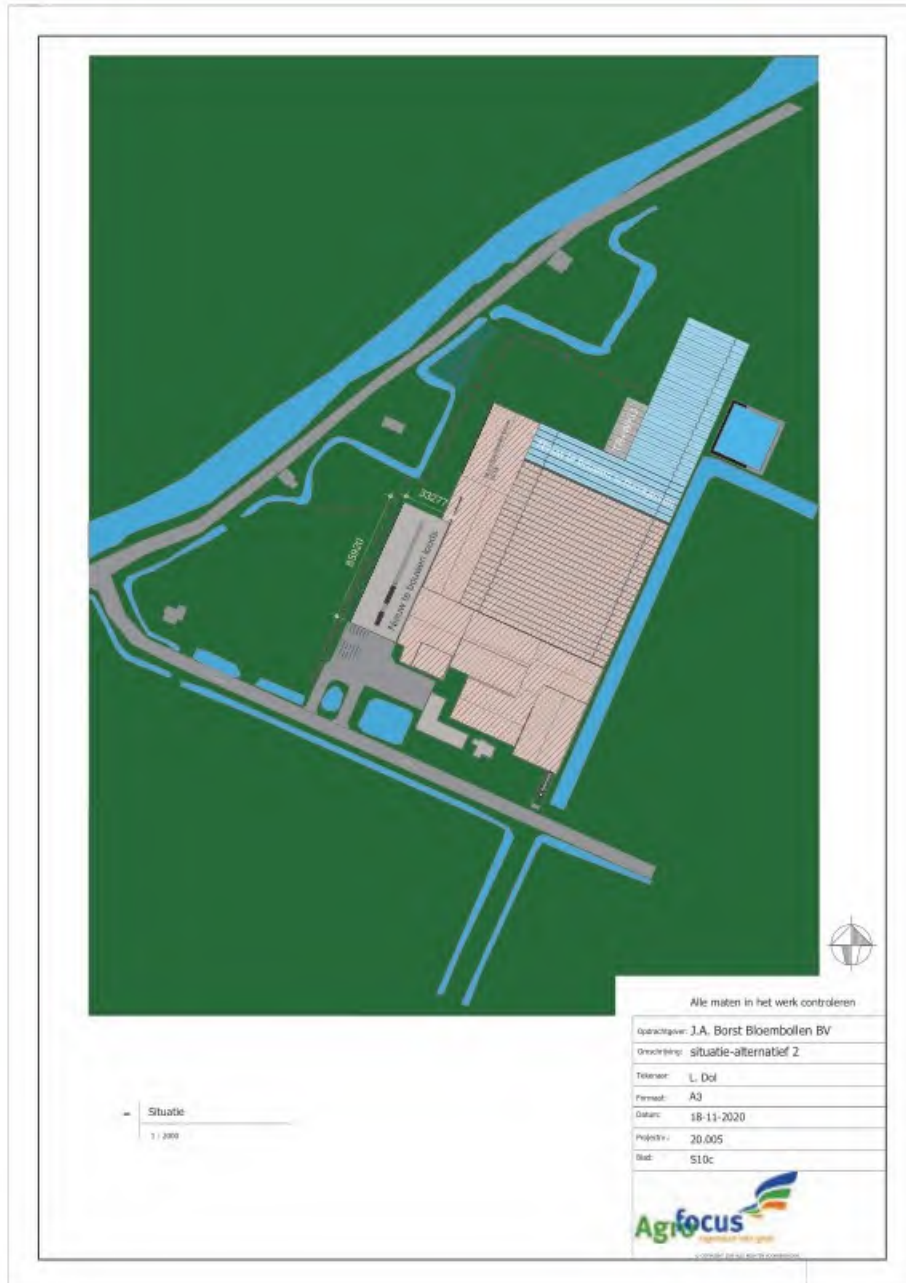 33277
85920
Nieuw te bouwen loods
Alle maten in het werk controleren
Opdrachtgever: J.A. Borst Bloembollen BV
Omschrijving: situatie-alternatief 2
Tekenaar: L. Dol
Formaat: A3
Datum: 18-11-2020
Projectnr.: 20.005
Blad: S10c
Situatie
1 : 2000
Agrofocus